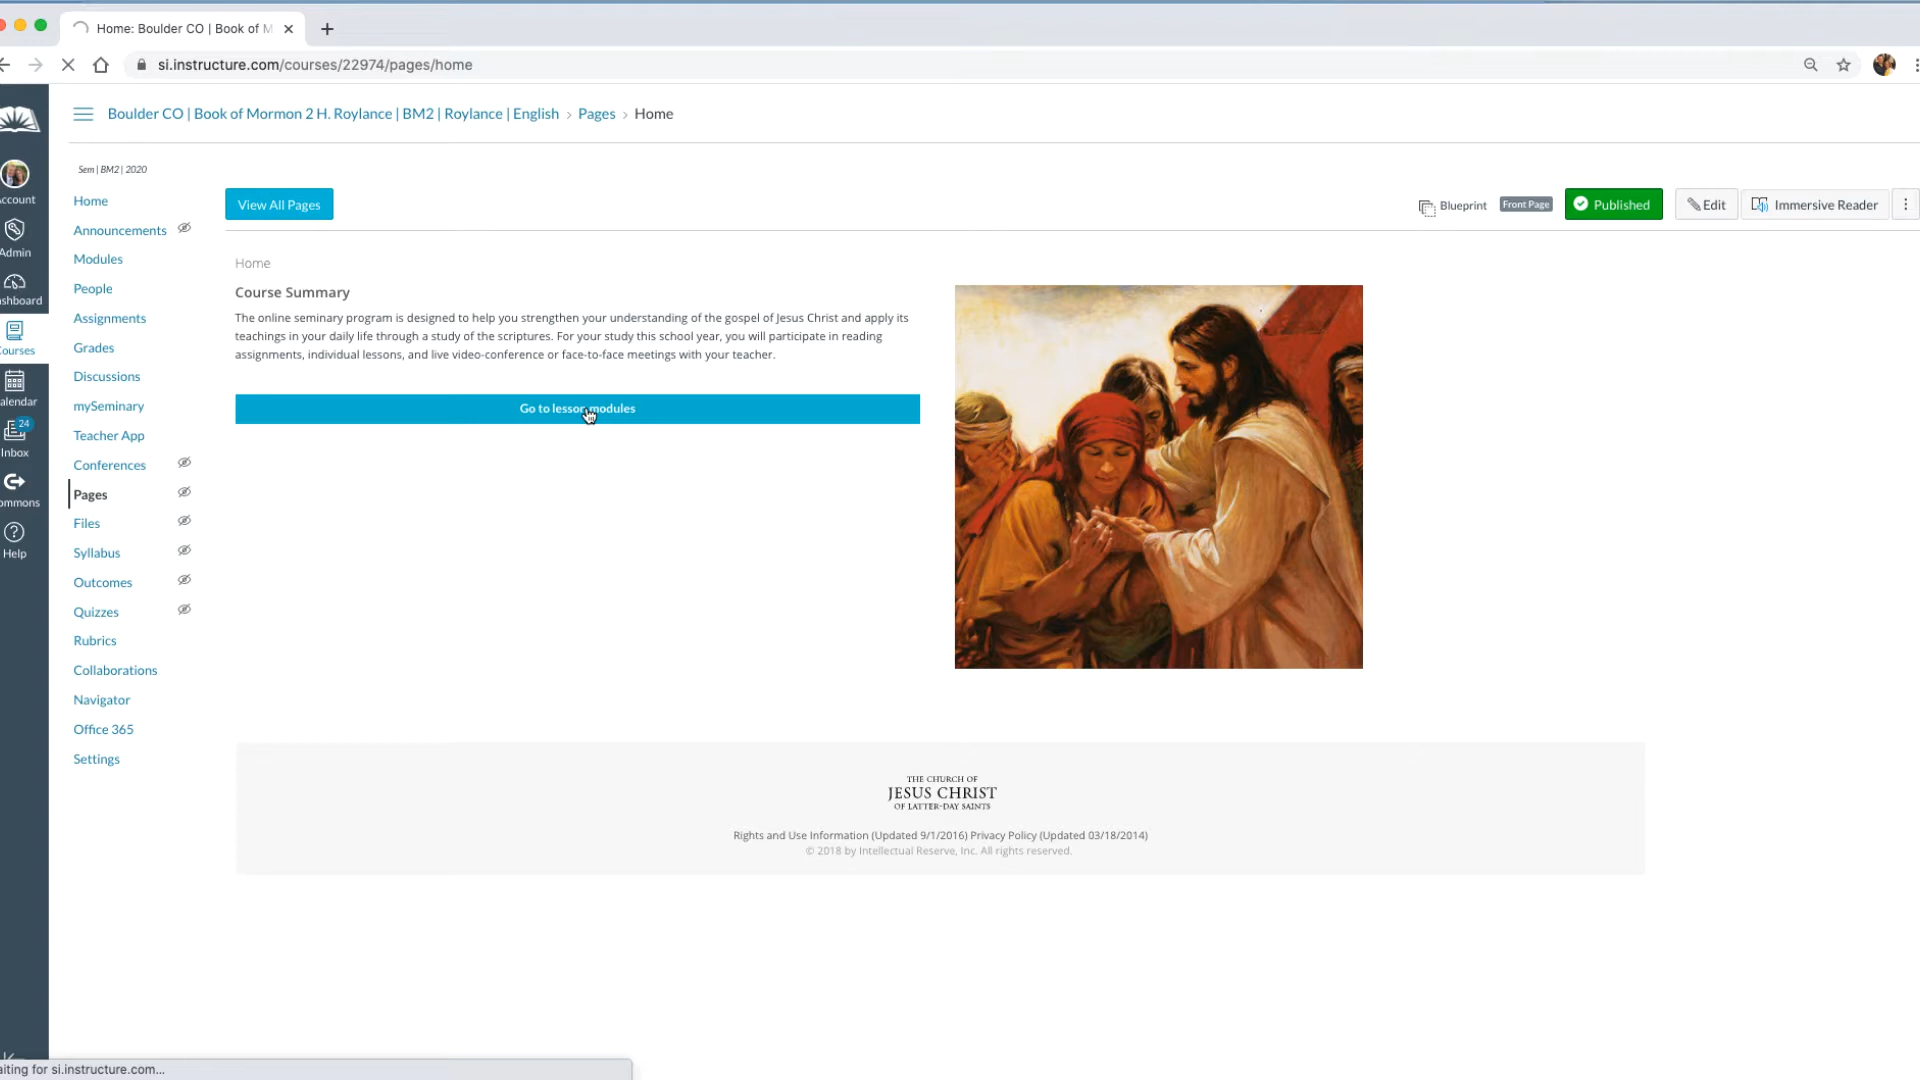 Home: Boulder CO | Book of M
si.instructure.com/courses/22974/pages/home
Boulder CO | Book of Mormon 2 H. Roylance | BM2 | Roylance | English > Pages > Home
Sem | BM2 | 2020
Account
Admin
shboard
Courses
alendar
24
Inbox
ommons
Help
Home
Announcements
Modules
People
Assignments
Grades
Discussions
mySeminary
Teacher App
Conferences
Pages
Files
Syllabus
Outcomes
Quizzes
Rubrics
Collaborations
Navigator
Office 365
Settings
View All Pages
Blueprint
Front Page
Published
Edit
Immersive Reader
Home
Course Summary
The online seminary program is designed to help you strengthen your understanding of the gospel of Jesus Christ and apply its
teachings in your daily life through a study of the scriptures. For your study this school year, you will participate in reading
assignments, individual lessons, and live video-conference or face-to-face meetings with your teacher.
Go to lesson modules
THE CHURCH OF
JESUS CHRIST
OF LATTER-DAY SAINTS
Rights and Use Information (Updated 9/1/2016) Privacy Policy (Updated 03/18/2014)
© 2018 by Intellectual Reserve, Inc. All rights reserved.
aiting for si.instructure.com...